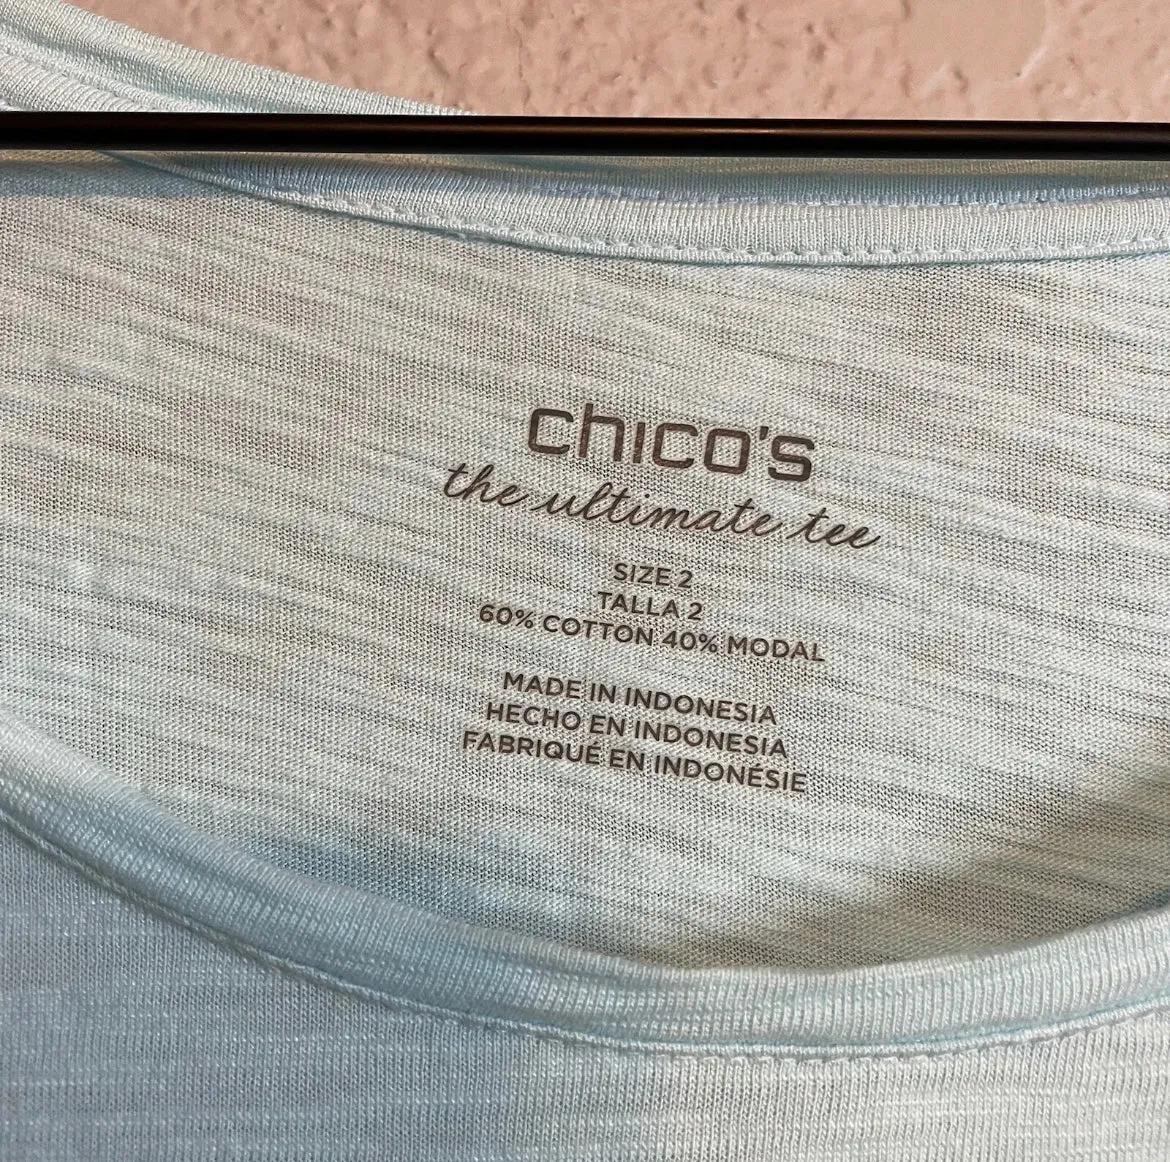 chico's
the ultimate tee
SIZE 2
TALLA 2
60% COTTON 40% MODAL
MADE IN INDONESIA
HECHO EN INDONESIA
FABRIQUÉ EN INDONÉSIE